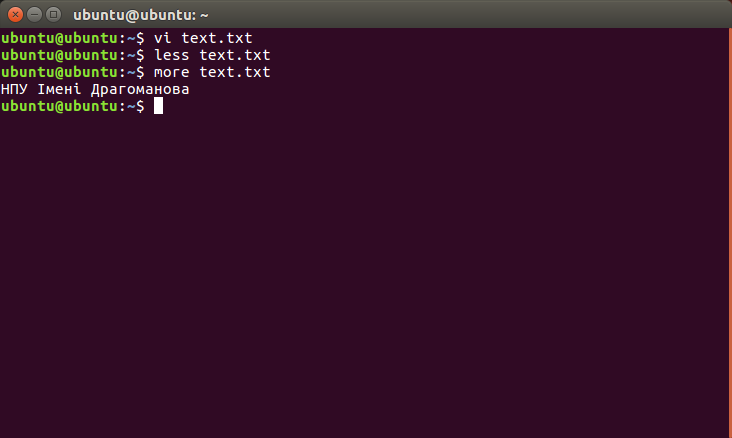 ubuntu@ubuntu: ~
ubuntu@ubuntu:~$ vi text.txt
ubuntu@ubuntu:~$ less text.txt
ubuntu@ubuntu:~$ more text.txt
НПУ Імені Драгоманова
ubuntu@ubuntu:~$